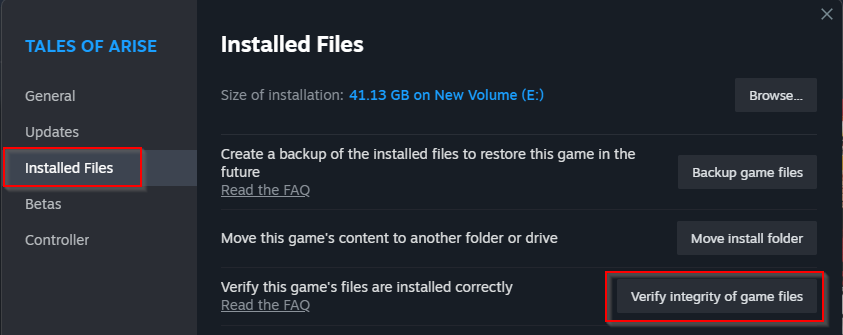 TALES OF ARISE
General
Updates
Installed Files
Betas
Controller
Installed Files
Size of installation: 41.13 GB on New Volume (E:)
Browse...
Create a backup of the installed files to restore this game in the
future
Read the FAQ
Backup game files
Move this game's content to another folder or drive
Move install folder
Verify this game's files are installed correctly
Read the FAQ
Verify integrity of game files